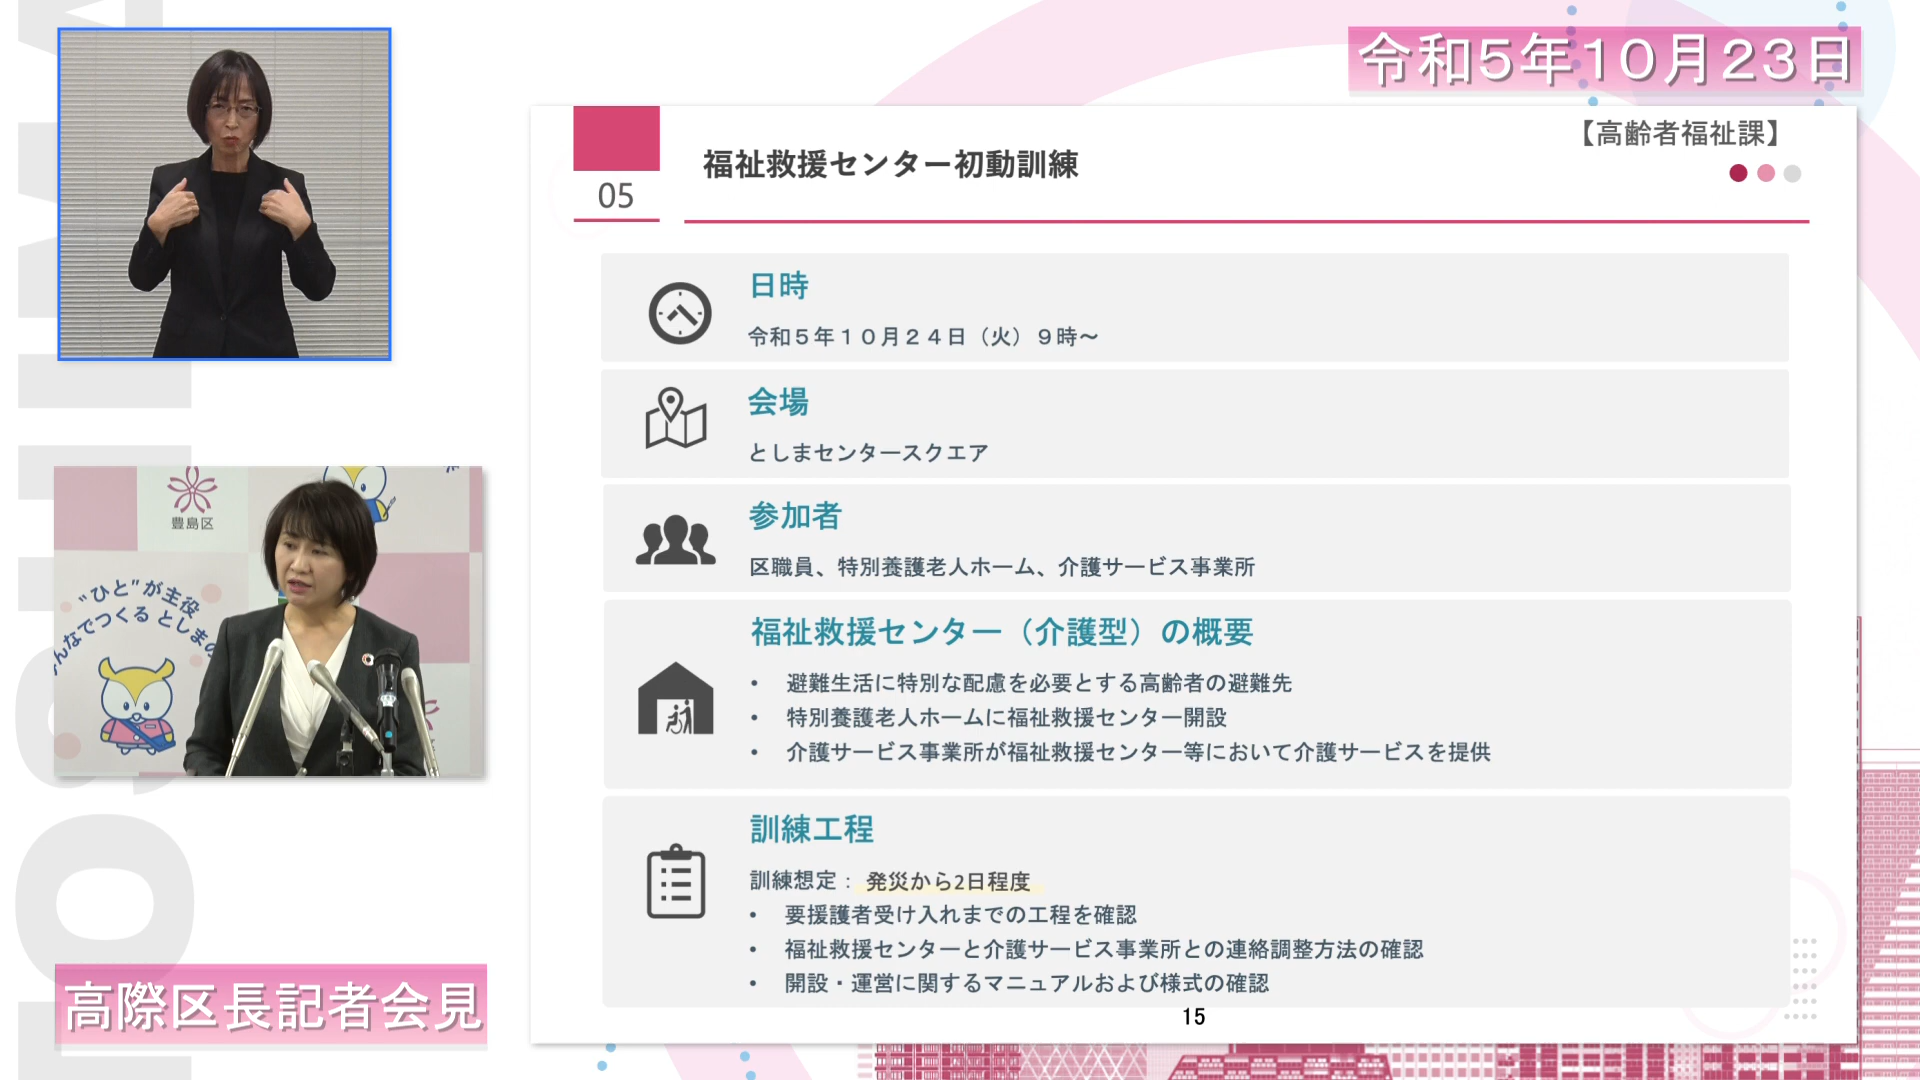 令和5年10月23日
【高齢者福祉課】
05
福祉救援センター初動訓練
日時
令和5年10月24日（火）9時～
会場
としまセンタースクエア
参加者
区職員、特別養護老人ホーム、介護サービス事業所
福祉救援センター（介護型）の概要
• 避難生活に特別な配慮を必要とする高齢者の避難先
• 特別養護老人ホームに福祉救援センター開設
• 介護サービス事業所が福祉救援センター等において介護サービスを提供
訓練工程
訓練想定：発災から2日程度
• 要援護者受け入れまでの工程を確認
• 福祉救援センターと介護サービス事業所との連絡調整方法の確認
• 開設・運営に関するマニュアルおよび様式の確認
15
豊島区
“ひと”が主役
んなでつくる としまの
高際区長記者会見